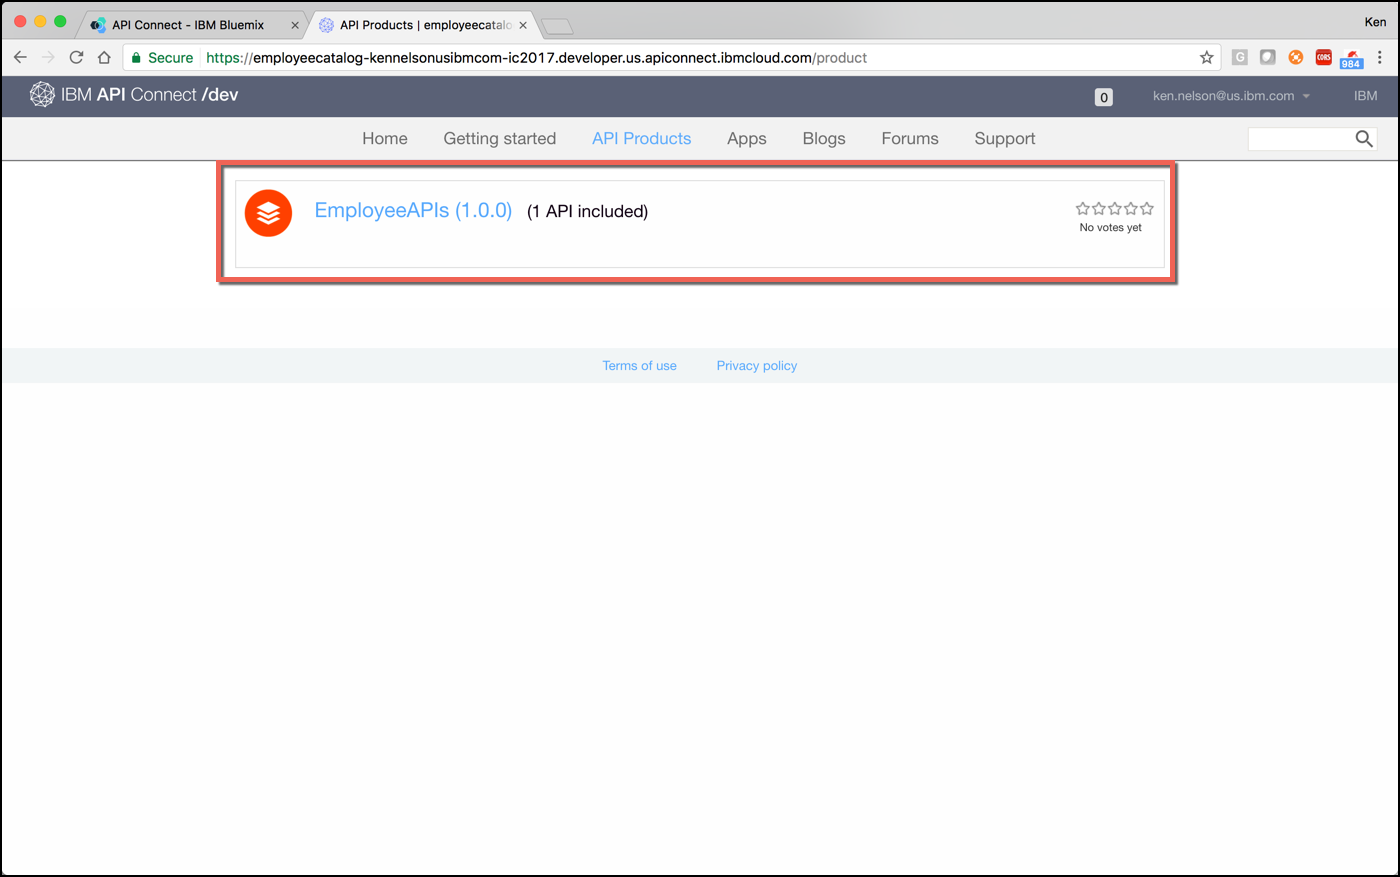 API Connect - IBM Bluemix
API Products | employeecatalo
Ken
Secure https://employeecatalog-kennelsonusibmcom-ic2017.developer.us.apiconnect.ibmcloud.com/product
G
CORS
984
IBM API Connect /dev
0
ken.nelson@us.ibm.com
IBM
Home Getting started API Products Apps Blogs Forums Support
EmployeeAPIs (1.0.0) (1 API included)
No votes yet
Terms of use Privacy policy